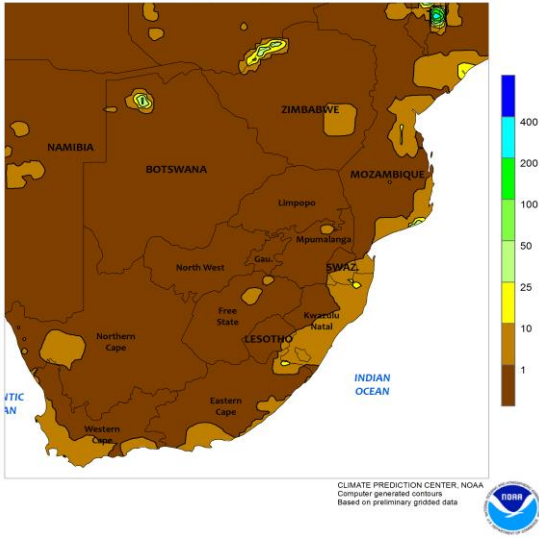 ZIMBABWE
NAMIBIA
BOTSWANA
MOZAMBIQUE
Limpopo
Mpumalanga
Gau.
North West
SWAZ.
Free
State
Kwazulu
Natal
LESOTHO
Northern
Cape
Eastern
Cape
Western
Cape
INDIAN
OCEAN
NTIC
AN
400
200
100
50
25
10
1
CLIMATE PREDICTION CENTER, NOAA
Computer generated contours
Based on preliminary gridded data
NOAA